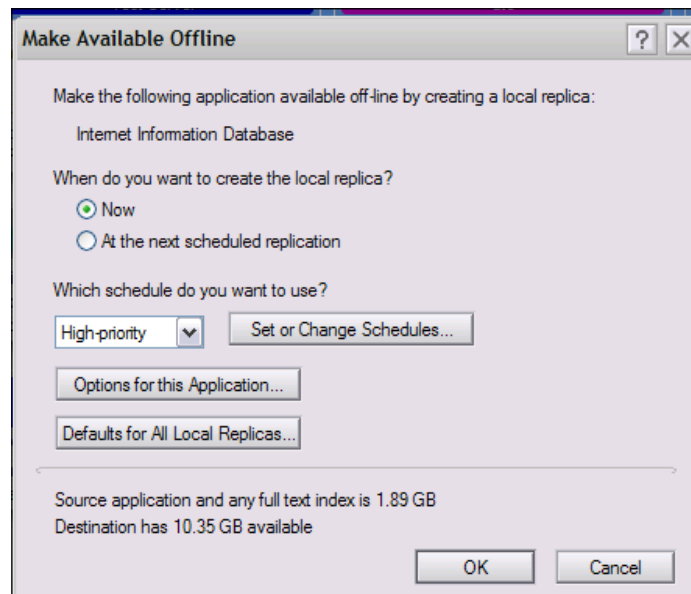 Make Available Offline
Make the following application available off-line by creating a local replica:
Internet Information Database
When do you want to create the local replica?
Now
At the next scheduled replication
Which schedule do you want to use?
High-priority Set or Change Schedules...
Options for this Application...
Defaults for All Local Replicas...
Source application and any full text index is 1.89 GB
Destination has 10.35 GB available
OK Cancel